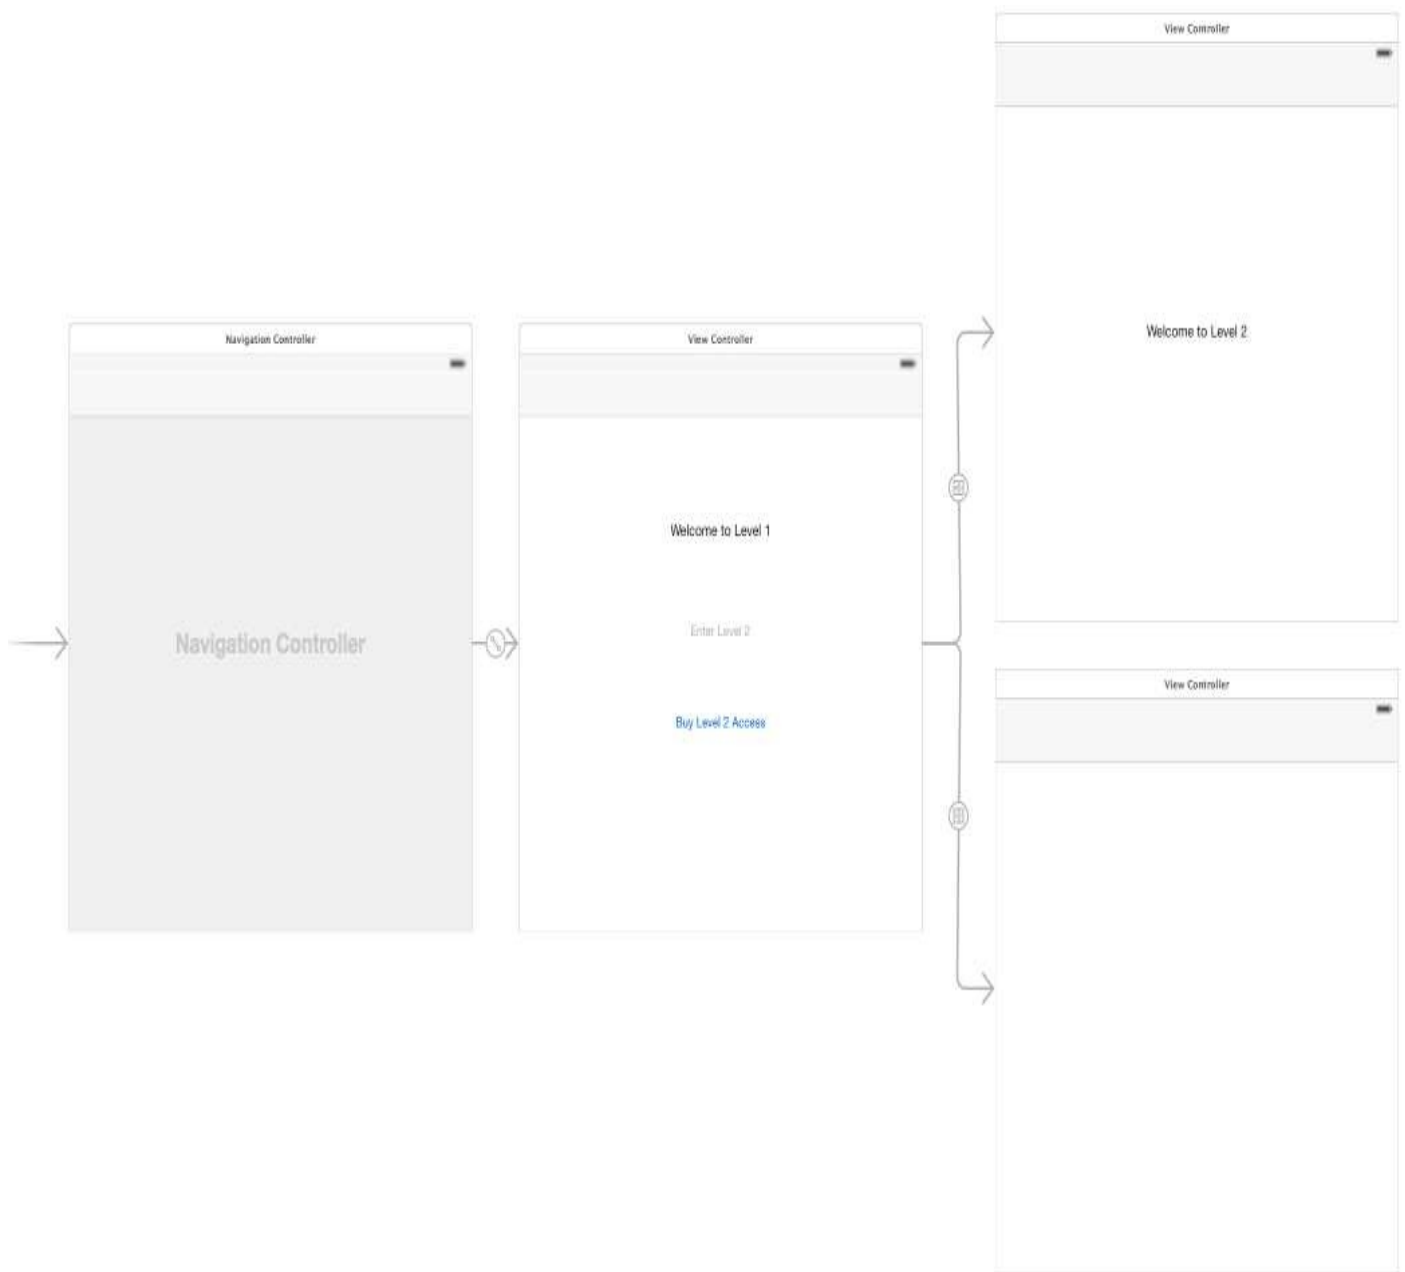 View Controller
Welcome to Level 2
Navigation Controller
Navigation Controller
View Controller
Welcome to Level 1
Enter Level 2
Buy Level 2 Access
View Controller